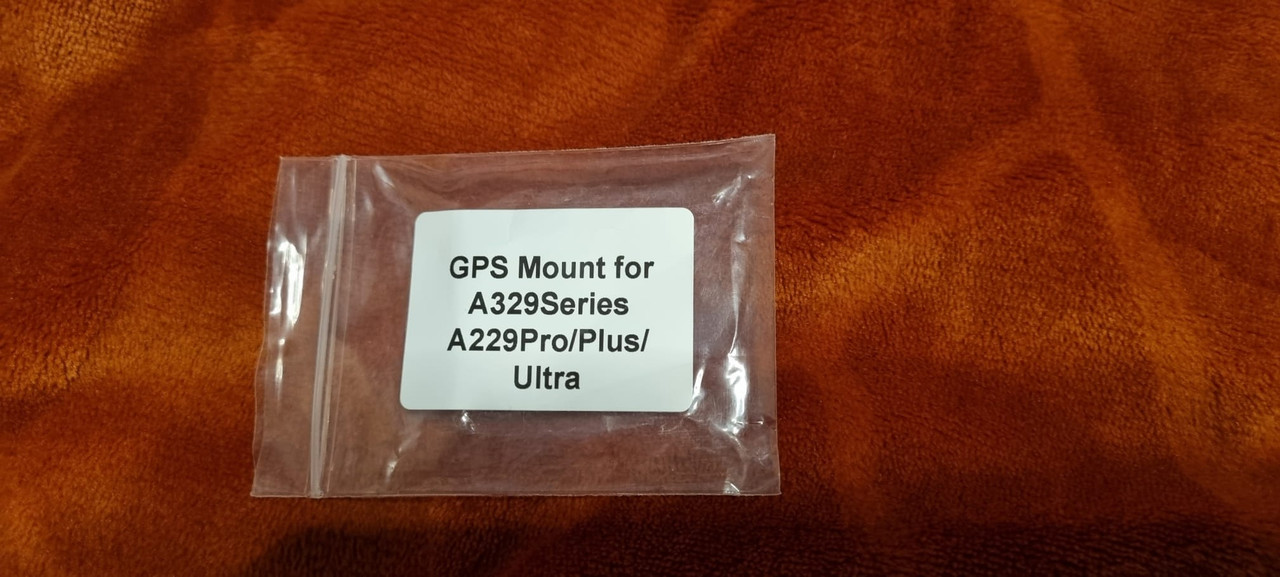 GPS Mount for
A329Series
A229Pro/Plus/
Ultra